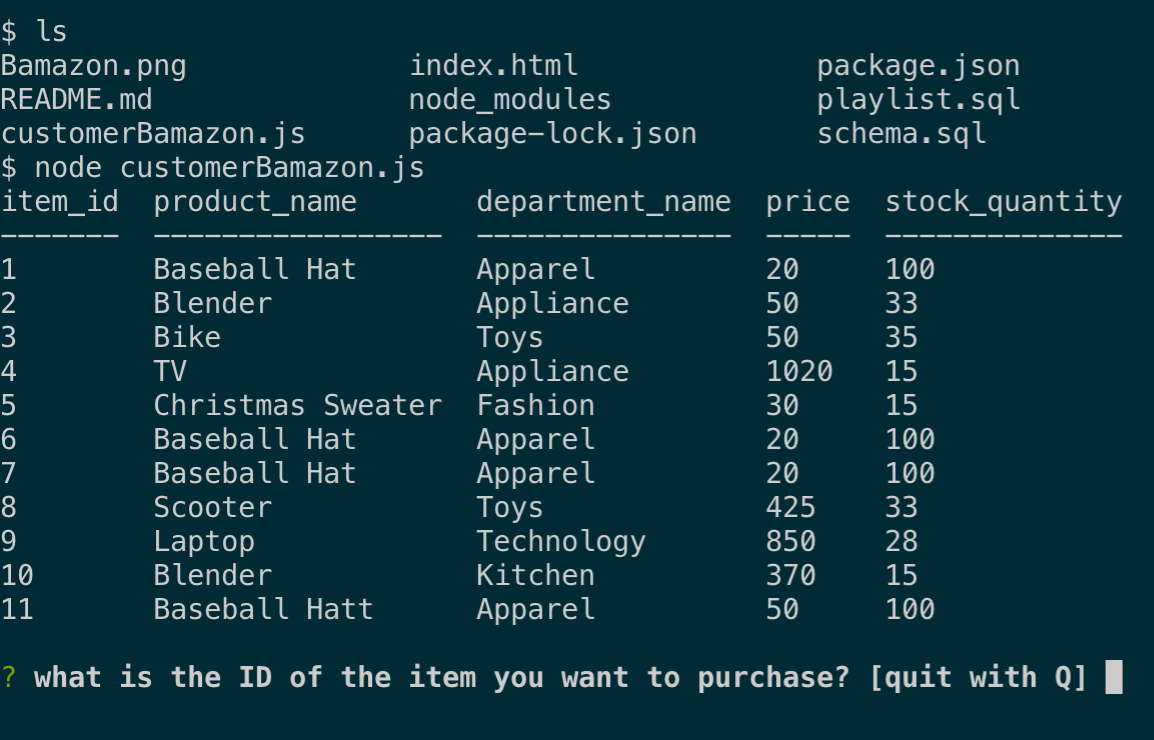 $ ls
Bamazon.png             index.html              package.json
README.md               node_modules            playlist.sql
customerBamazon.js      package-lock.json       schema.sql
$ node customerBamazon.js
item_id  product_name       department_name  price  stock_quantity
-------  -----------------  ---------------  -----  --------------
1        Baseball Hat       Apparel          20     100
2        Blender            Appliance        50     33
3        Bike               Toys             50     35
4        TV                 Appliance        1020   15
5        Christmas Sweater  Fashion          30     15
6        Baseball Hat       Apparel          20     100
7        Baseball Hat       Apparel          20     100
8        Scooter            Toys             425    33
9        Laptop             Technology       850    28
10       Blender            Kitchen          370    15
11       Baseball Hatt      Apparel          50     100
? what is the ID of the item you want to purchase? [quit with Q]